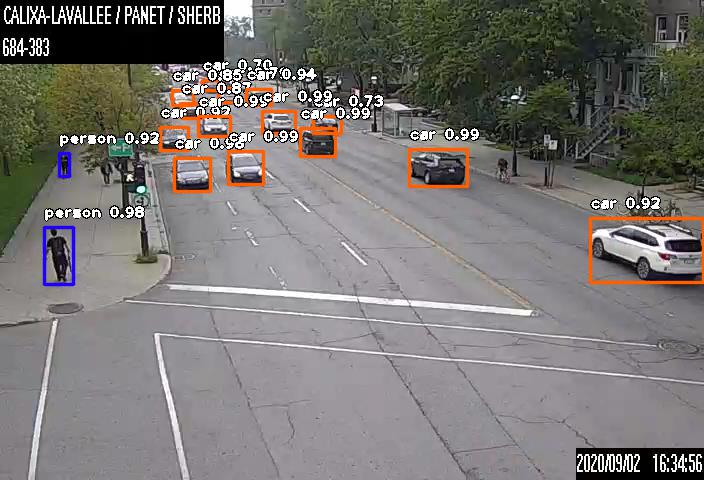 CALIXA-LAVALLEE / PANET / SHERB
684-383
car 0.70
car 0.85
car 0.94
car 0.87
car 0.99
car 0.99
car 0.73
car 0.92
car 0.99
person 0.92
car 0.98
car 0.99
car 0.99
person 0.98
car 0.92
2020/09/02 16:34:56